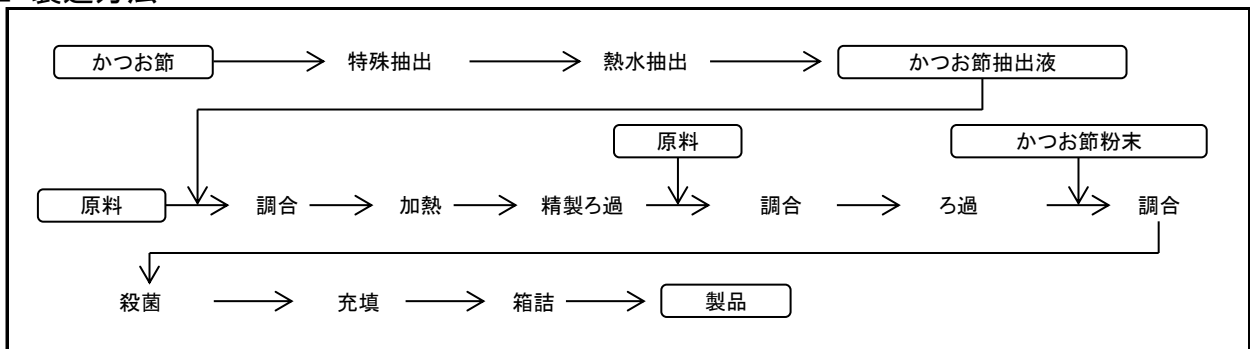 製造方法
かつお節 特殊抽出 熱水抽出 かつお節抽出液
原料 かつお節粉末
原料 調合 加熱 精製ろ過 調合 ろ過 調合
殺菌 充填 箱詰 製品